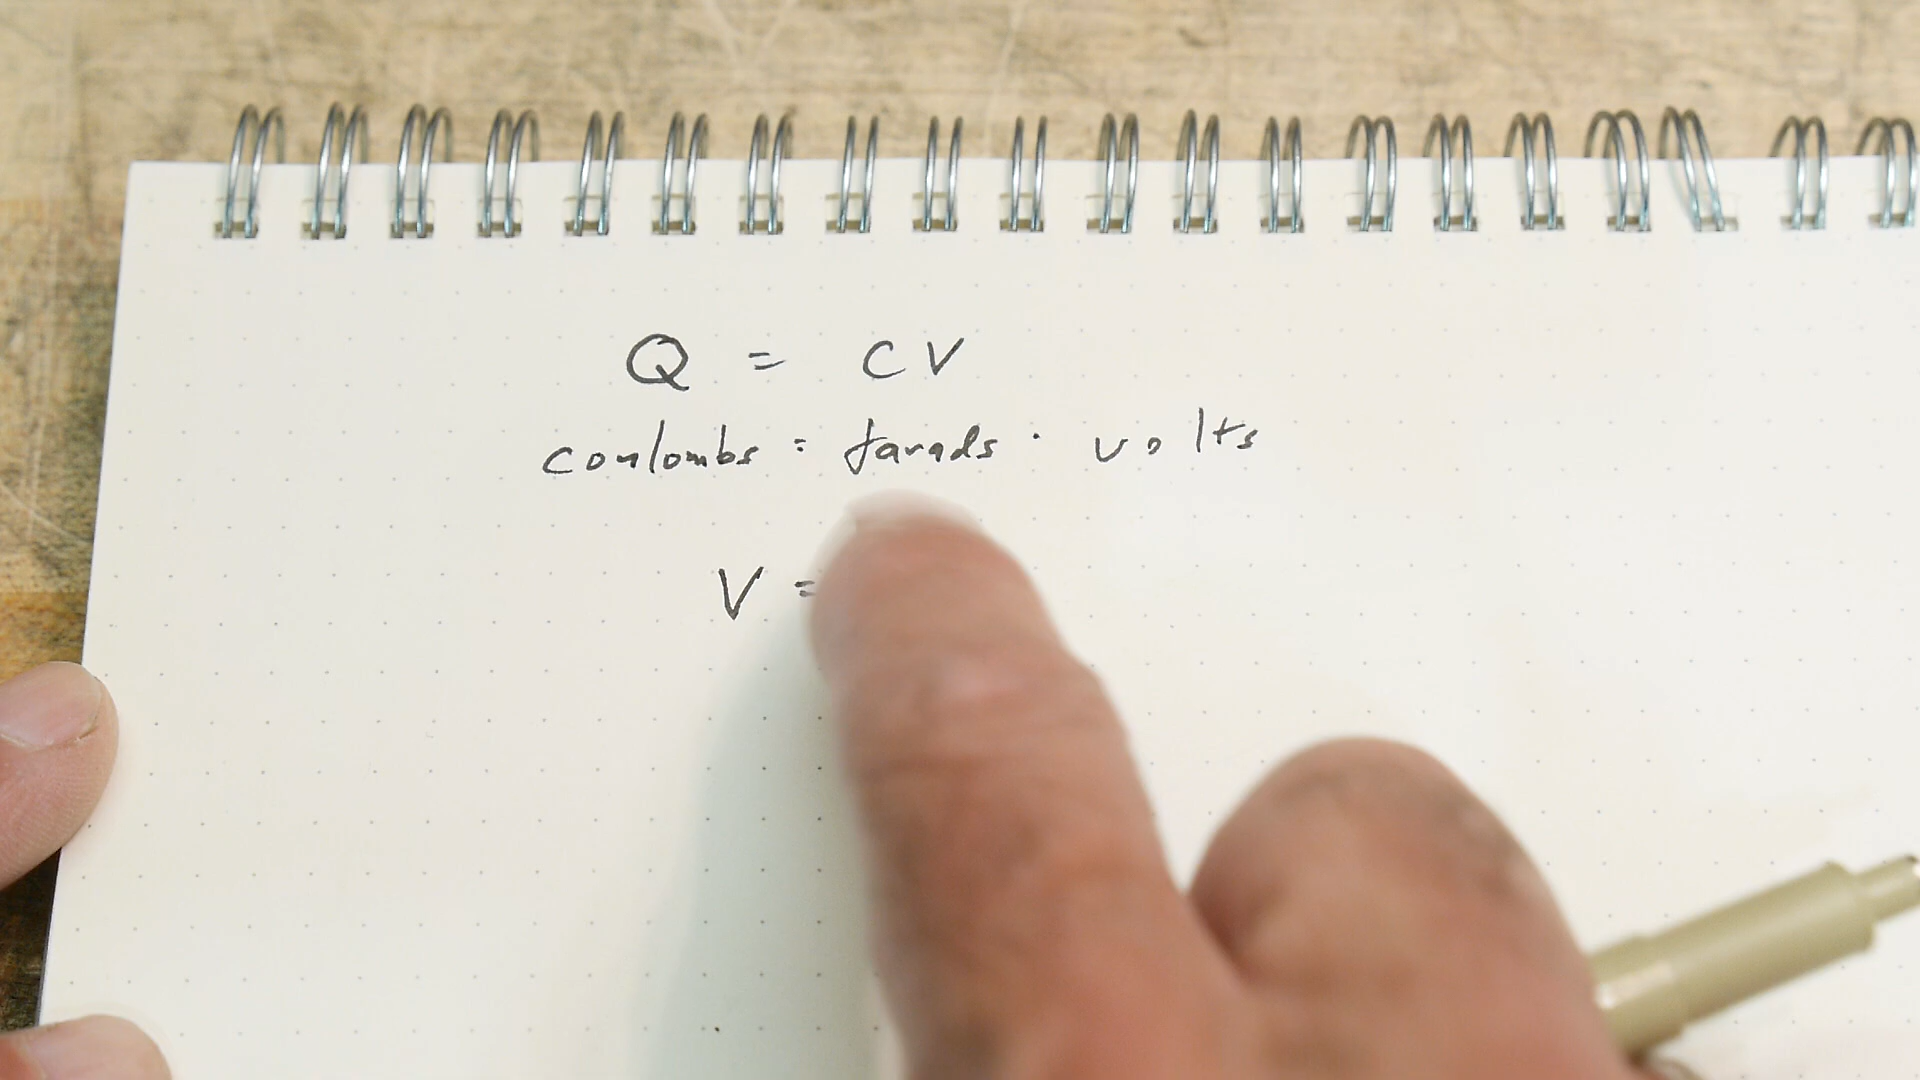 Q = CV
coulombs = farads · volts
V =